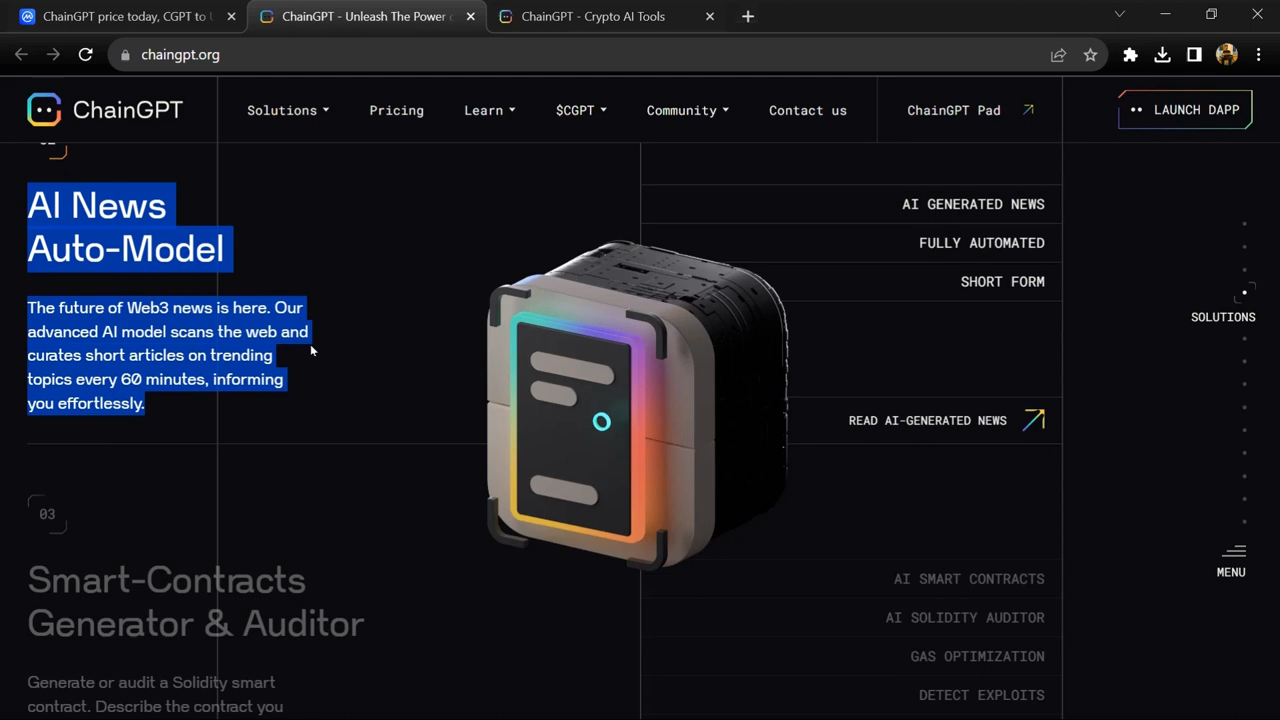 ChainGPT price today, CGPT to U
ChainGPT - Unleash The Power
ChainGPT - Crypto AI Tools
chaingpt.org
ChainGPT
Solutions
Pricing
Learn
$CGPT
Community
Contact us
ChainGPT Pad
LAUNCH DAPP
AI News
Auto-Model
The future of Web3 news is here. Our
advanced AI model scans the web and
curates short articles on trending
topics every 60 minutes, informing
you effortlessly.
AI GENERATED NEWS
FULLY AUTOMATED
SHORT FORM
READ AI-GENERATED NEWS
SOLUTIONS
MENU
03
Smart-Contracts
Generator & Auditor
Generate or audit a Solidity smart
contract. Describe the contract you
AI SMART CONTRACTS
AI SOLIDITY AUDITOR
GAS OPTIMIZATION
DETECT EXPLOITS